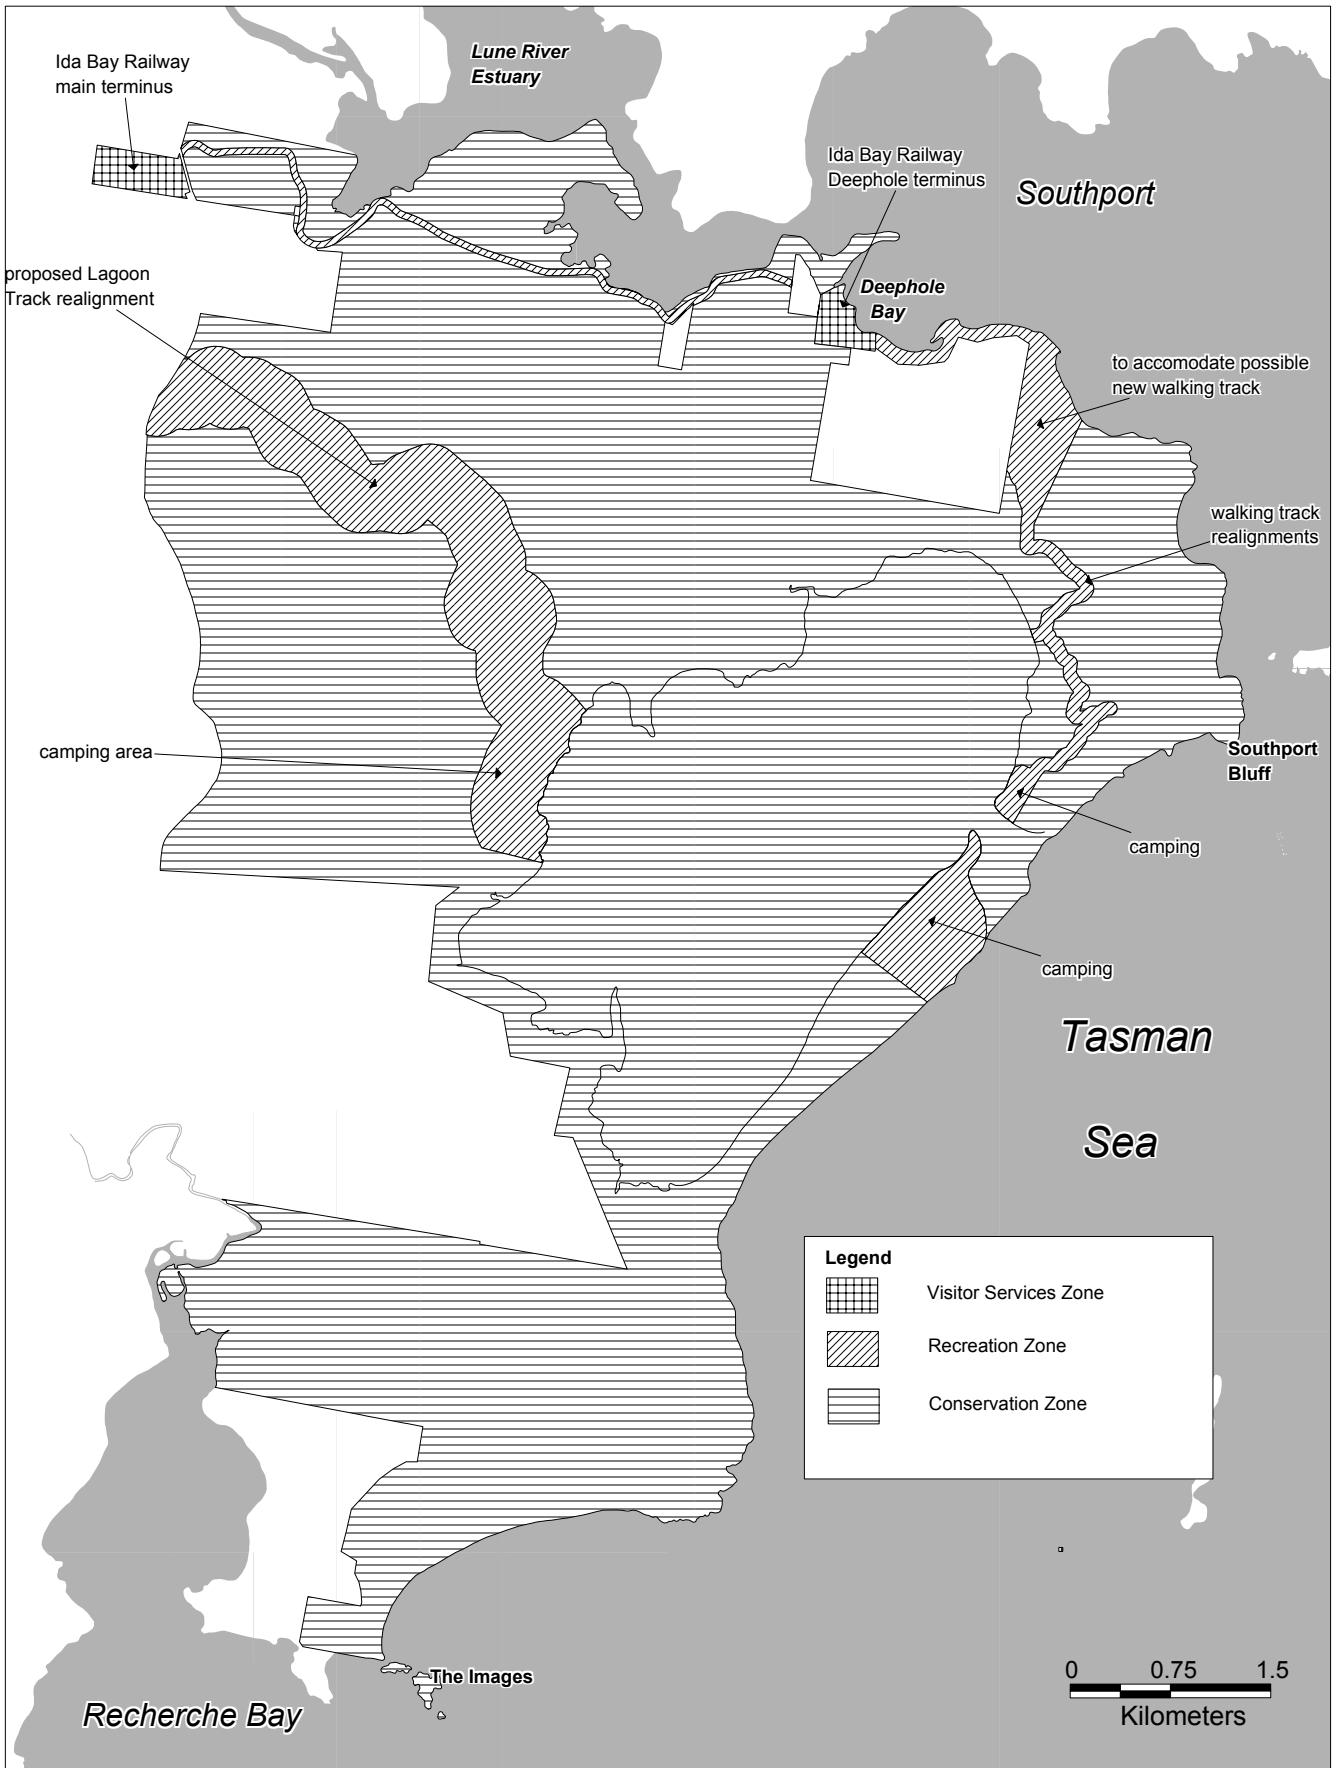 Lune River
Estuary
Ida Bay Railway
main terminus
Ida Bay Railway
Deephole terminus
Southport
proposed Lagoon
Track realignment
Deephole
Bay
to accomodate possible
new walking track
walking track
realignments
camping area
Southport
Bluff
camping
camping
Tasman
Sea
Legend
Visitor Services Zone
Recreation Zone
Conservation Zone
The Images
Recherche Bay
0 0.75 1.5
Kilometers